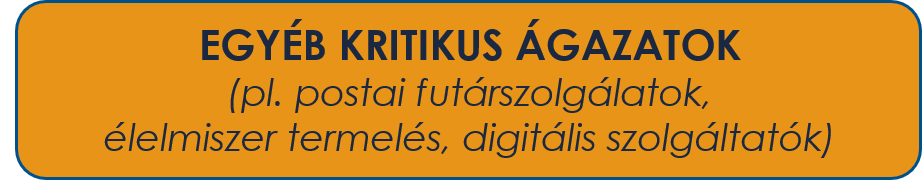 EGYÉB KRITIKUS ÁGAZATOK
(pl. postai futárszolgálatok,
élelmiszer termelés, digitális szolgáltatók)